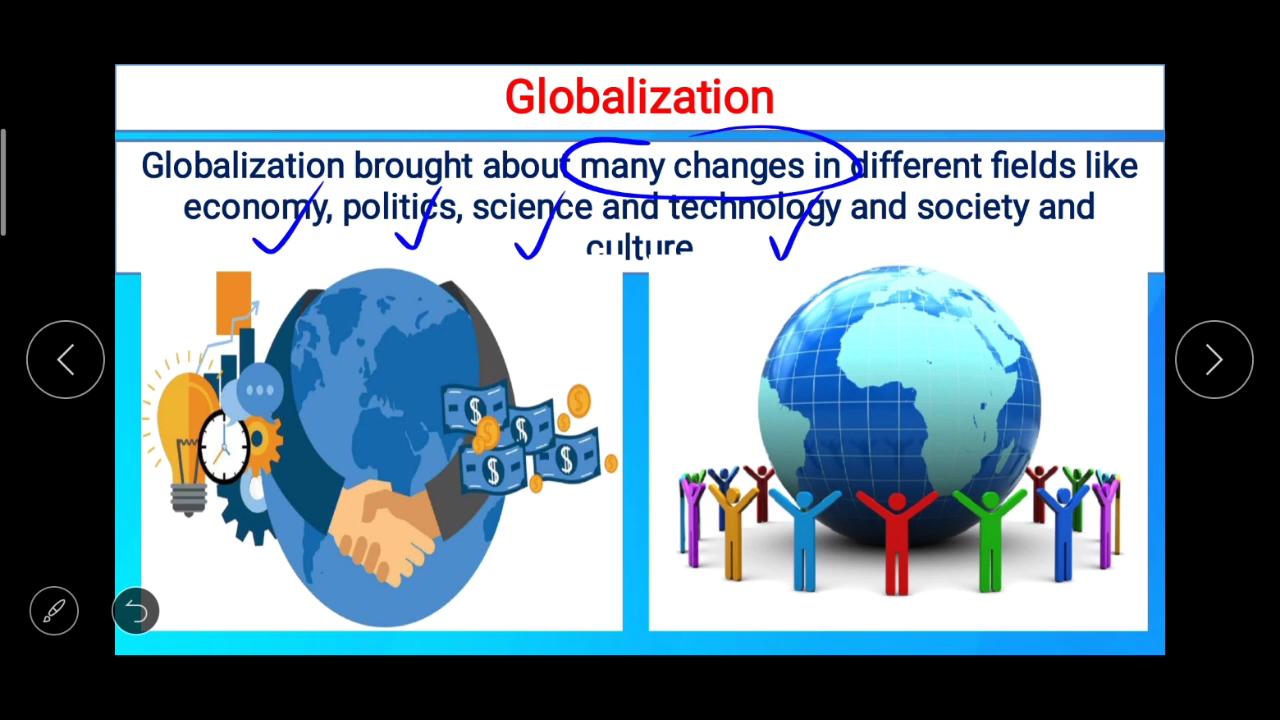 Globalization
Globalization brought about many changes in different fields like
economy, politics, science and technology and society and
culture